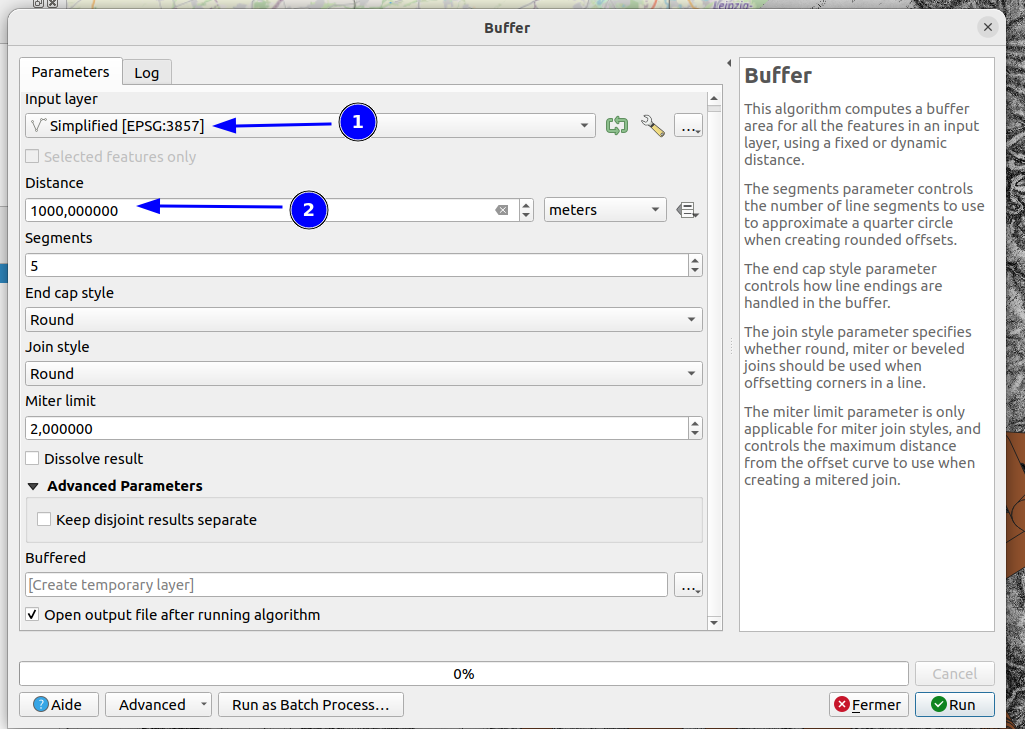 Leipzig-
Buffer
Parameters
Log
Input layer
Simplified [EPSG:3857]
1
…
Selected features only
Distance
1000,000000
2
meters
Segments
5
End cap style
Round
Join style
Round
Miter limit
2,000000
Dissolve result
Advanced Parameters
Keep disjoint results separate
Buffered
[Create temporary layer]
…
Open output file after running algorithm
Buffer
This algorithm computes a buffer
area for all the features in an input
layer, using a fixed or dynamic
distance.
The segments parameter controls
the number of line segments to use
to approximate a quarter circle
when creating rounded offsets.
The end cap style parameter
controls how line endings are
handled in the buffer.
The join style parameter specifies
whether round, miter or beveled
joins should be used when
offsetting corners in a line.
The miter limit parameter is only
applicable for miter join styles, and
controls the maximum distance
from the offset curve to use when
creating a mitered join.
0%
Cancel
? Aide
Advanced
Run as Batch Process…
Fermer
Run